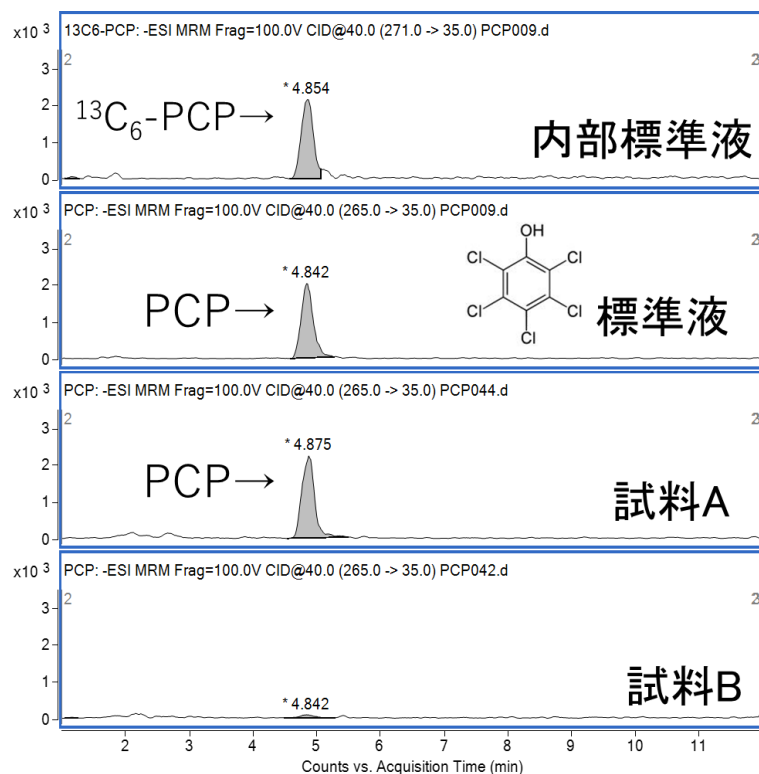 13C6-PCP: -ESI MRM Frag=100.0V CID@40.0 (271.0 -> 35.0) PCP009.d
x10 3
2
2
3
2
1
0
* 4.854
¹³C₆-PCP→
内部標準液
PCP: -ESI MRM Frag=100.0V CID@40.0 (265.0 -> 35.0) PCP009.d
x10 3
2
2
3
2
1
0
* 4.842
PCP→
OH
Cl
Cl
Cl
Cl
Cl
標準液
PCP: -ESI MRM Frag=100.0V CID@40.0 (265.0 -> 35.0) PCP044.d
x10 3
2
2
3
2
1
0
* 4.875
PCP→
試料A
PCP: -ESI MRM Frag=100.0V CID@40.0 (265.0 -> 35.0) PCP042.d
x10 3
2
2
3
2
1
0
* 4.842
試料B
2 3 4 5 6 7 8 9 10 11
Counts vs. Acquisition Time (min)